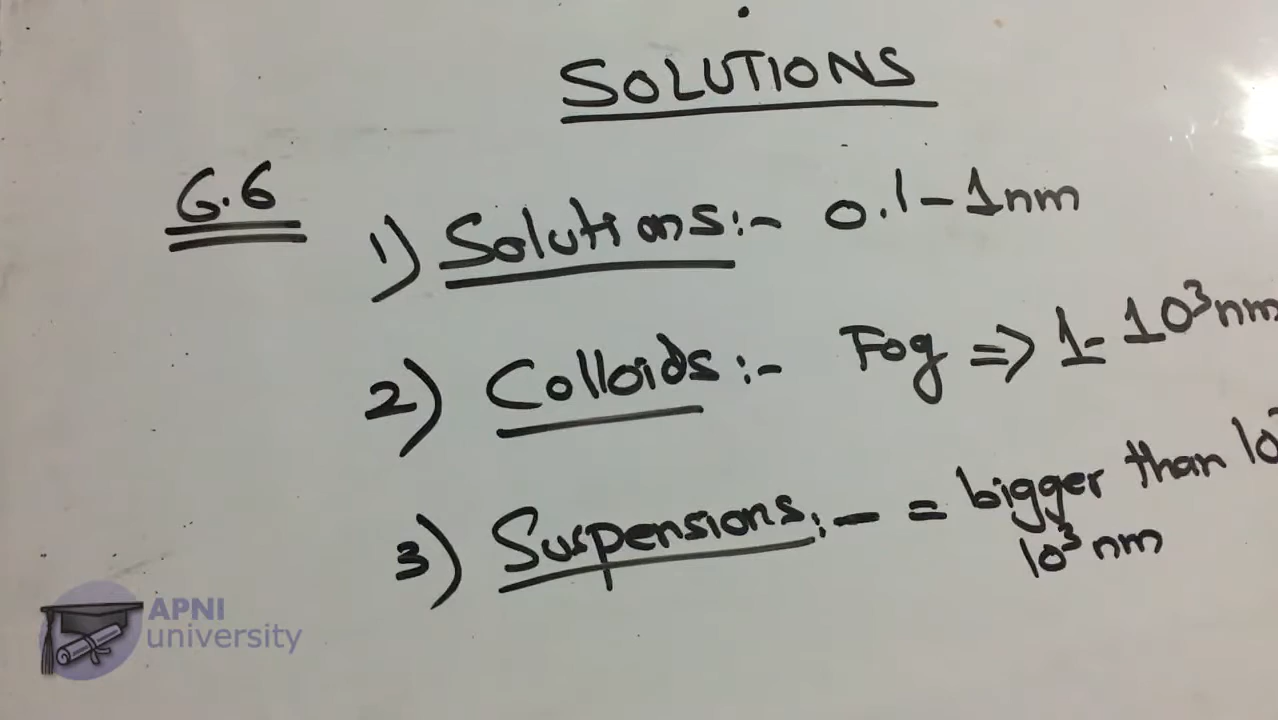 SOLUTIONS
6.6
1) Solutions:- 0.1-1nm
2) Colloids:- Fog => 1-10³nm
3) Suspensions:- = bigger than
10³ nm
APNI
university